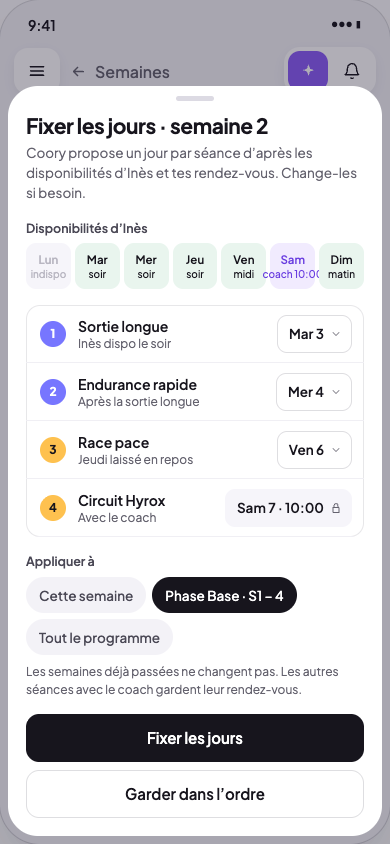 9:41
Semaines
Fixer les jours · semaine 2
Coory propose un jour par séance d’après les
disponibilités d’Inès et tes rendez-vous. Change-les
si besoin.
Disponibilités d’Inès
Lun Mar Mer Jeu Ven Sam Dim
indispo soir soir soir midi coach 10:00 matin
1 Sortie longue Mar 3
Inès dispo le soir
2 Endurance rapide Mer 4
Après la sortie longue
3 Race pace Ven 6
Jeudi laissé en repos
4 Circuit Hyrox Sam 7 · 10:00
Avec le coach
Appliquer à
Cette semaine Phase Base · S1 – 4
Tout le programme
Les semaines déjà passées ne changent pas. Les autres
séances avec le coach gardent leur rendez-vous.
Fixer les jours
Garder dans l’ordre